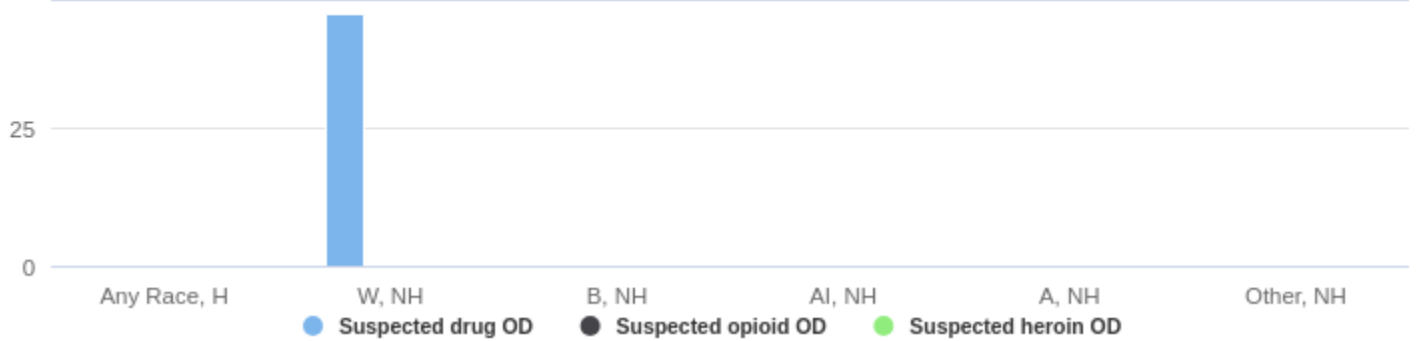 25
0
Any Race, H W, NH B, NH AI, NH A, NH Other, NH
Suspected drug OD Suspected opioid OD Suspected heroin OD